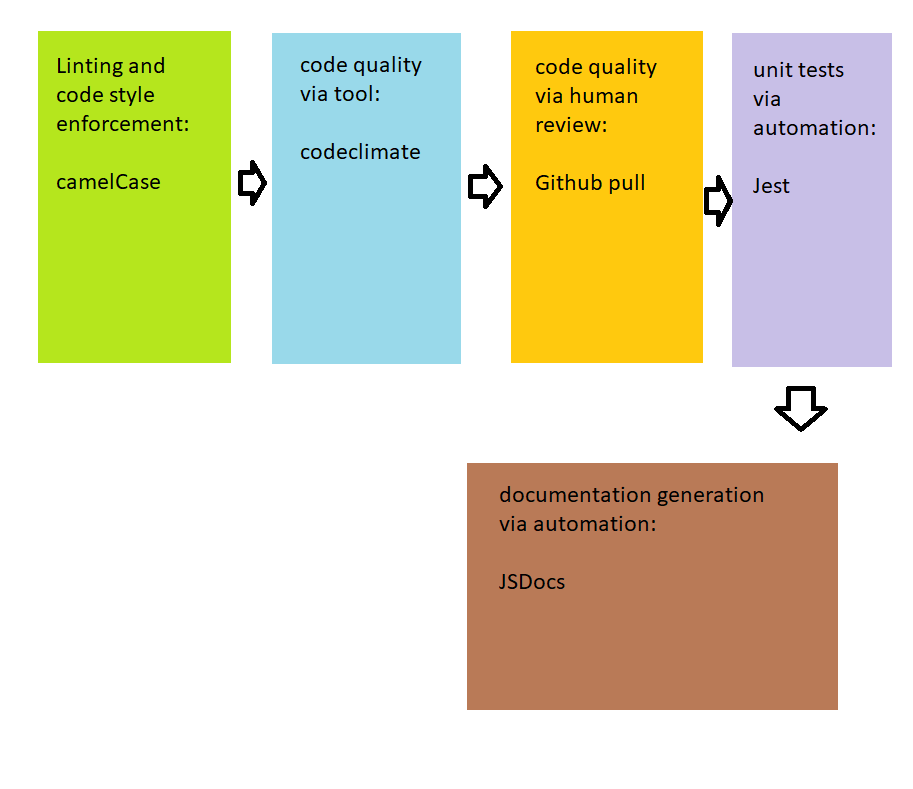 Linting and
code style
enforcement:
camelCase
code quality
via tool:
codeclimate
code quality
via human
review:
Github pull
unit tests
via
automation:
Jest
documentation generation
via automation:
JSDocs